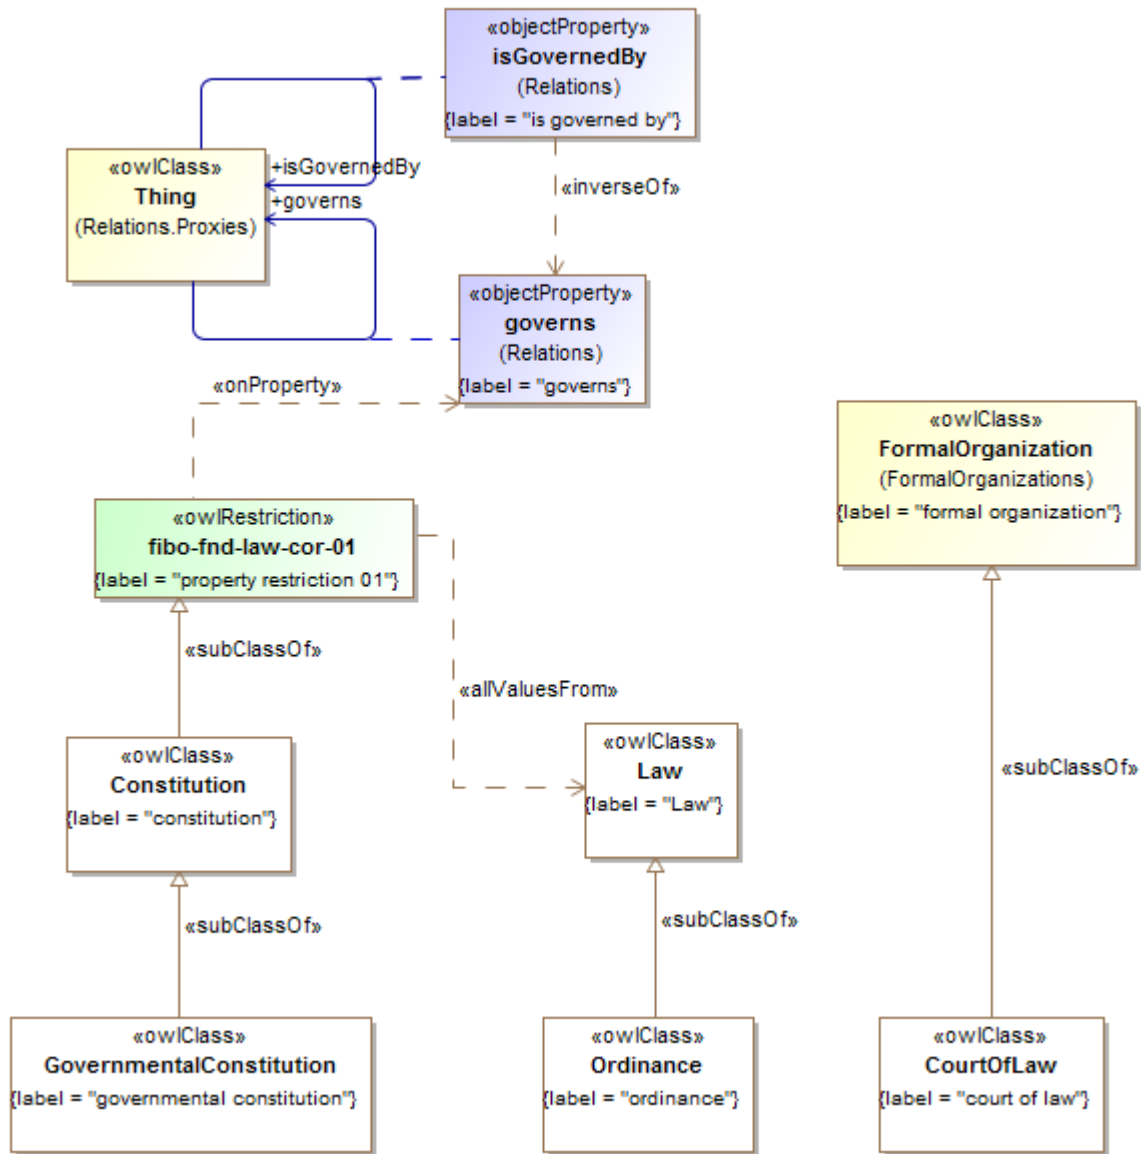 «objectProperty»
isGovernedBy
(Relations)
{label = "is governed by"}
«owlClass»
Thing
(Relations.Proxies)
+isGovernedBy
+governs
«inverseOf»
«objectProperty»
governs
(Relations)
{label = "governs"}
«onProperty»
«owlClass»
FormalOrganization
(FormalOrganizations)
{label = "formal organization"}
«owlRestriction»
fibo-fnd-law-cor-01
{label = "property restriction 01"}
«subClassOf»
«allValuesFrom»
«owlClass»
Constitution
{label = "constitution"}
«owlClass»
Law
{label = "Law"}
«subClassOf»
«subClassOf»
«subClassOf»
«owlClass»
GovernmentalConstitution
{label = "governmental constitution"}
«owlClass»
Ordinance
{label = "ordinance"}
«owlClass»
CourtOfLaw
{label = "court of law"}